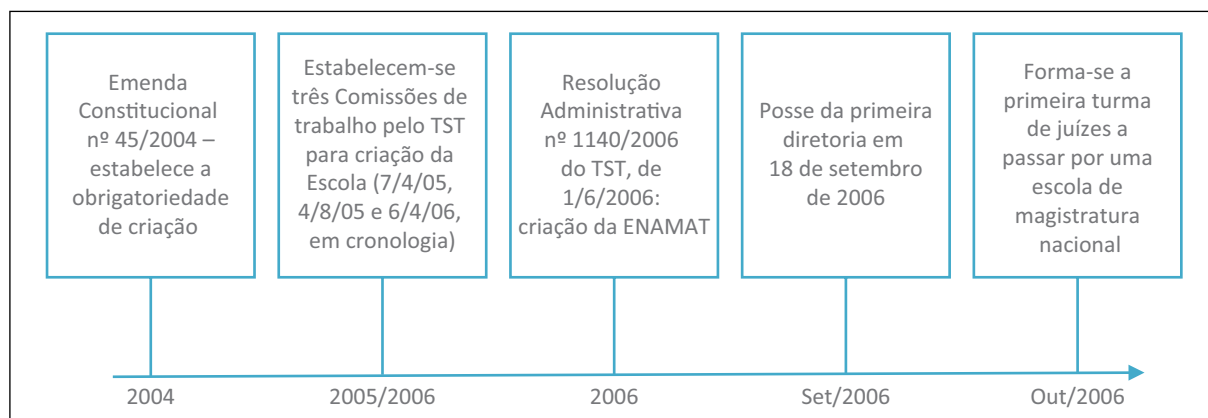 Emenda
Constitucional
nº 45/2004 –
estabelece a
obrigatoriedade
de criação
Estabelecem-se
três Comissões de
trabalho pelo TST
para criação da
Escola (7/4/05,
4/8/05 e 6/4/06,
em cronologia)
Resolução
Administrativa
nº 1140/2006
do TST, de
1/6/2006:
criação da ENAMAT
Posse da primeira
diretoria em
18 de setembro
de 2006
Forma-se a
primeira turma
de juízes a
passar por uma
escola de
magistratura
nacional
2004
2005/2006
2006
Set/2006
Out/2006